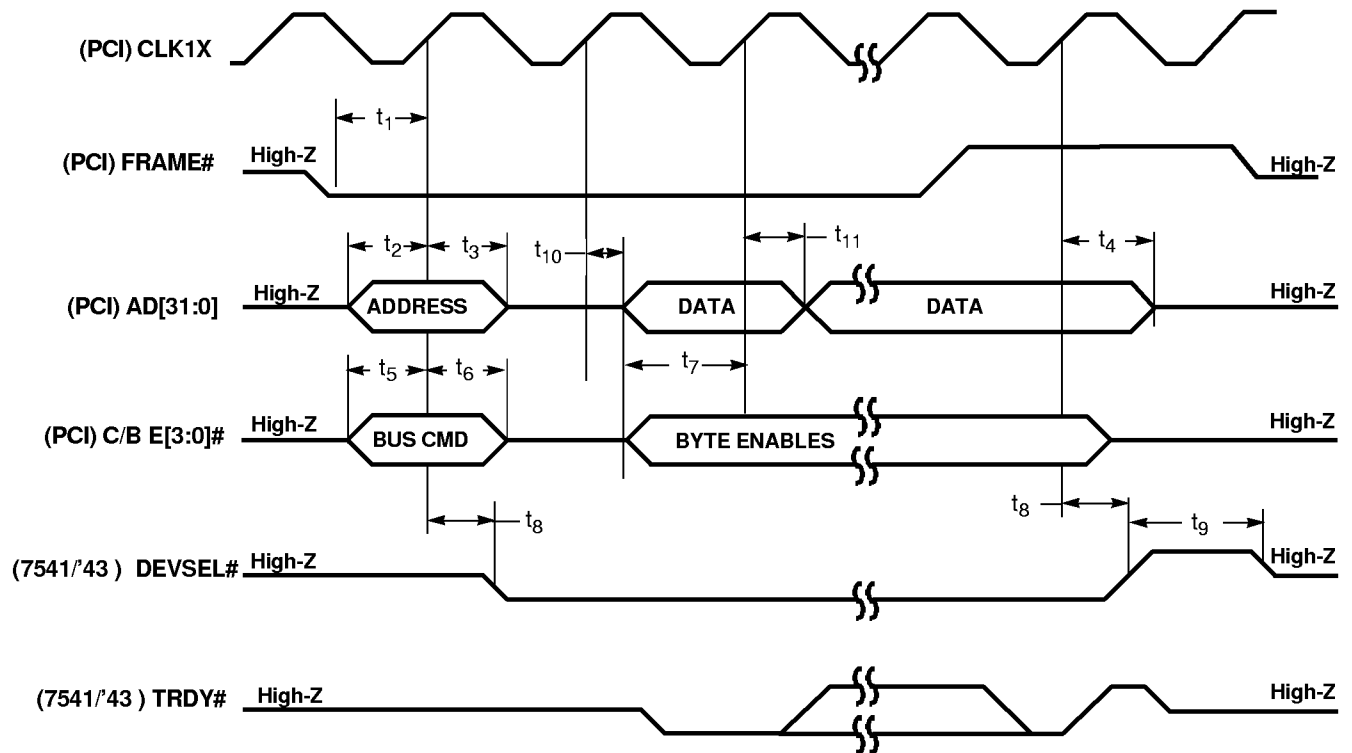 (PCI) CLK1X
t1
(PCI) FRAME#
High-Z
High-Z
t2
t3
t10
t11
t4
(PCI) AD[31:0]
High-Z
ADDRESS
DATA
DATA
High-Z
t5
t6
t7
(PCI) C/B E[3:0]#
High-Z
BUS CMD
BYTE ENABLES
High-Z
t8
t8
t9
(7541/'43 ) DEVSEL#
High-Z
High-Z
(7541/'43 ) TRDY#
High-Z
High-Z